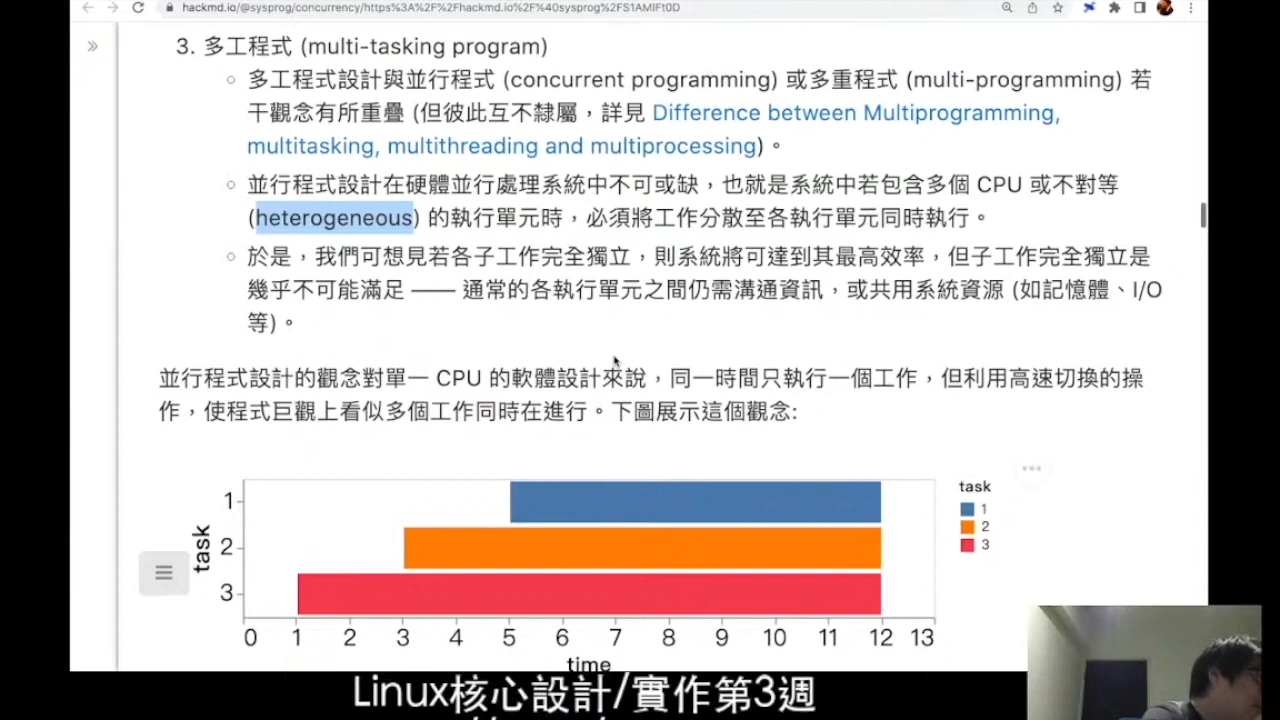 hackmd.io/@sysprog/concurrency/https%3A%2F%2Fhackmd.io%2F%40sysprog%2FS1AMIFt0D
3. 多工程式 (multi-tasking program)
多工程式設計與並行程式 (concurrent programming) 或多重程式 (multi-programming) 若
干觀念有所重疊 (但彼此互不隸屬，詳見 Difference between Multiprogramming,
multitasking, multithreading and multiprocessing)。
並行程式設計在硬體並行處理系統中不可或缺，也就是系統中若包含多個 CPU 或不對等
(heterogeneous) 的執行單元時，必須將工作分散至各執行單元同時執行。
於是，我們可想見若各子工作完全獨立，則系統將可達到其最高效率，但子工作完全獨立是
幾乎不可能滿足 —— 通常的各執行單元之間仍需溝通資訊，或共用系統資源 (如記憶體、I/O
等)。
並行程式設計的觀念對單一 CPU 的軟體設計來說，同一時間只執行一個工作，但利用高速切換的操
作，使程式巨觀上看似多個工作同時在進行。下圖展示這個觀念:
task
1
2
3
task
1
2
3
0 1 2 3 4 5 6 7 8 9 10 11 12 13
time
Linux核心設計/實作第3週